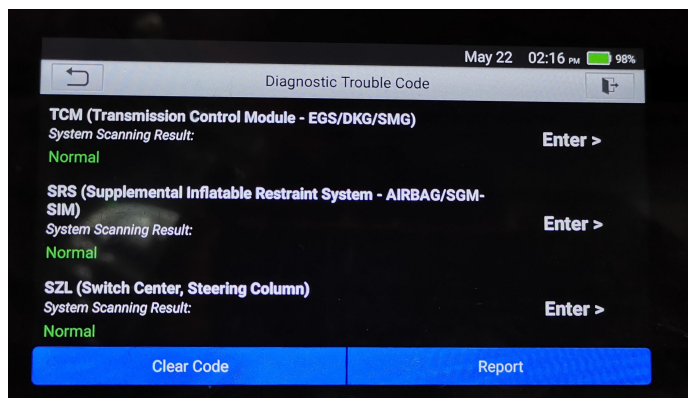 May 22 02:16 PM 98%
Diagnostic Trouble Code
TCM (Transmission Control Module - EGS/DKG/SMG)
System Scanning Result:
Enter >
Normal
SRS (Supplemental Inflatable Restraint System - AIRBAG/SGM-
SIM)
System Scanning Result:
Enter >
Normal
SZL (Switch Center, Steering Column)
System Scanning Result:
Enter >
Normal
Clear Code
Report